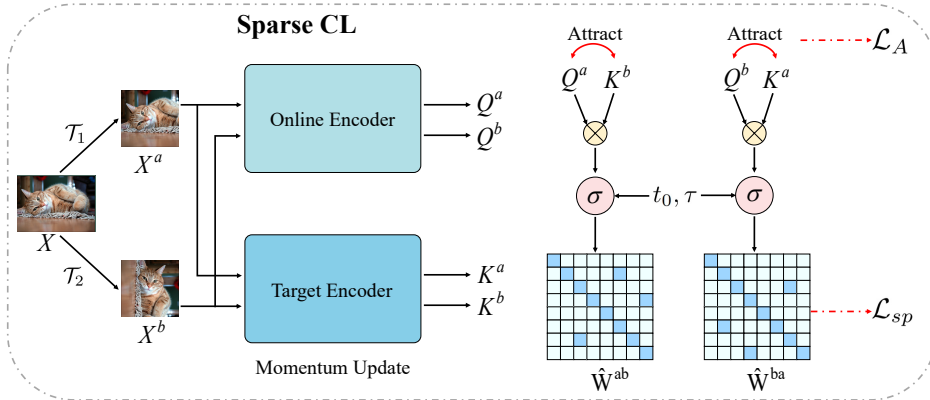 Sparse CL
Attract
Attract
𝓛_A
Q^a K^b
Q^b K^a
𝒯_1
X^a
Online Encoder
Q^a
Q^b
X
σ
t_0, τ
σ
𝒯_2
X^b
Target Encoder
K^a
K^b
𝓛_sp
Momentum Update
Ŵ^ab
Ŵ^ba